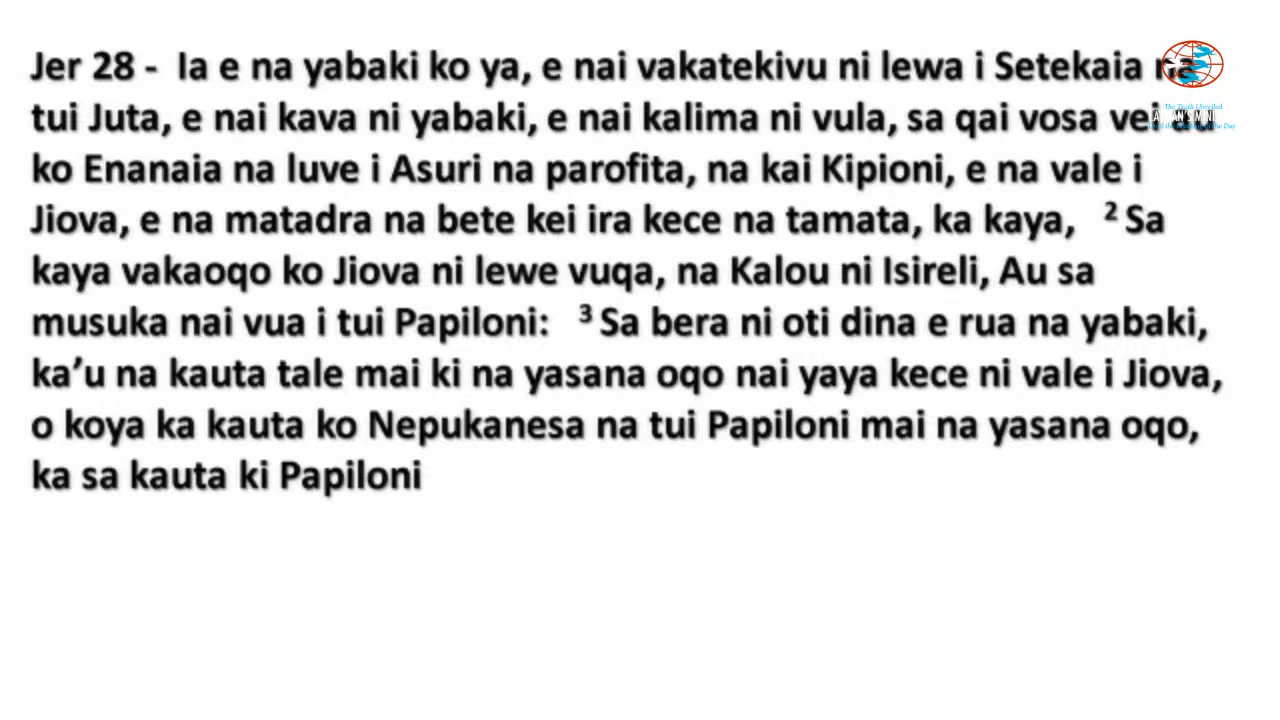 Jer 28 - Ia e na yabaki ko ya, e nai vakatekivu ni lewa i Setekaia
tui Juta, e nai kava ni yabaki, e nai kalima ni vula, sa qai vosa
ko Enanaia na luve i Asuri na parofita, na kai Kipioni, e na vale i
Jiova, e na matadra na bete kei ira kece na tamata, ka kaya, 2 Sa
kaya vakaoqo ko Jiova ni lewe vuqa, na Kalou ni Isireli, Au sa
musuka nai vua i tui Papiloni: 3 Sa bera ni oti dina e rua na yabaki,
ka’u na kauta tale mai ki na yasana oqo nai yaya kece ni vale i Jiova,
o koya ka kauta ko Nepukanesa na tui Papiloni mai na yasana oqo,
ka sa kauta ki Papiloni
The Truth Unveiled